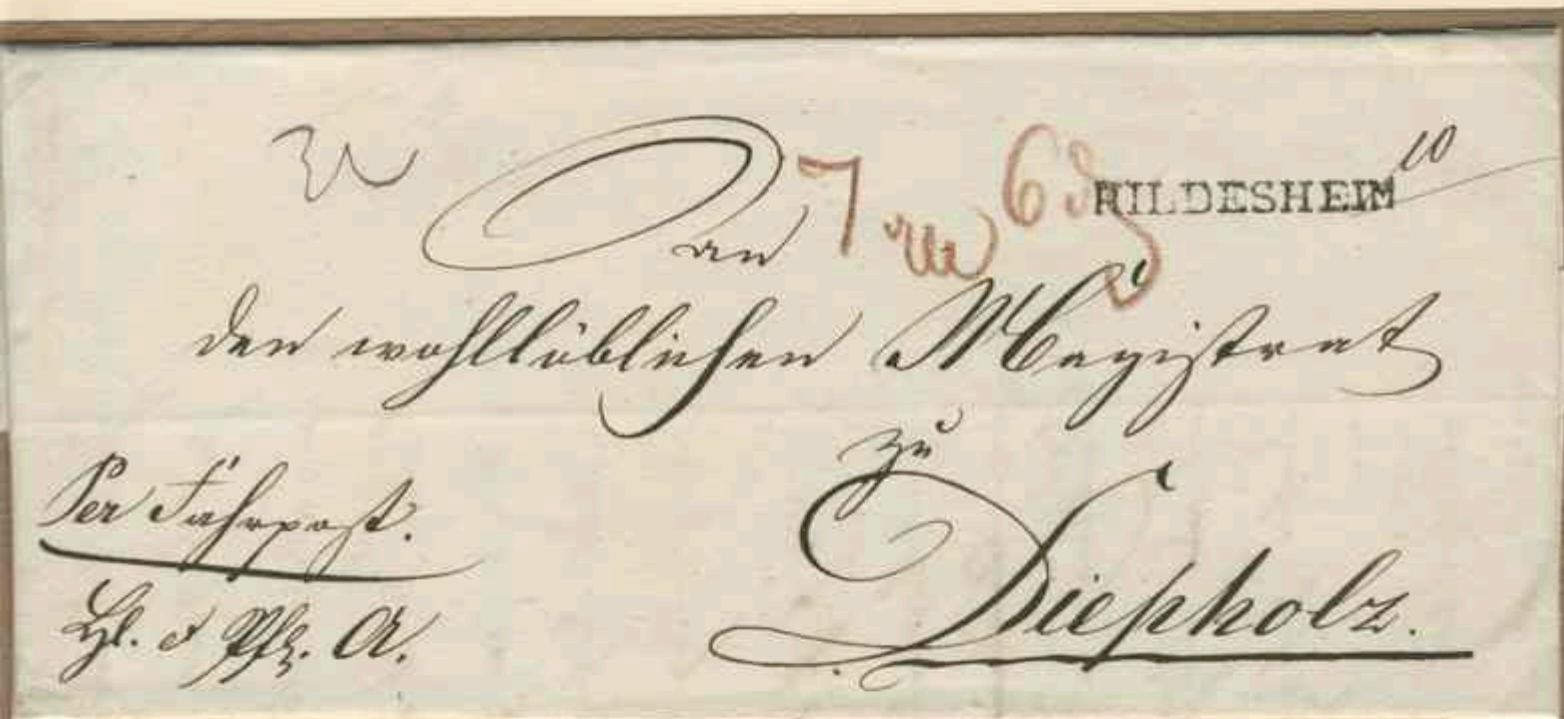 10
HILDESHEIM
An
den wohllöblichen Magistrat
zu
Per Fahrpost.
Diepholz.